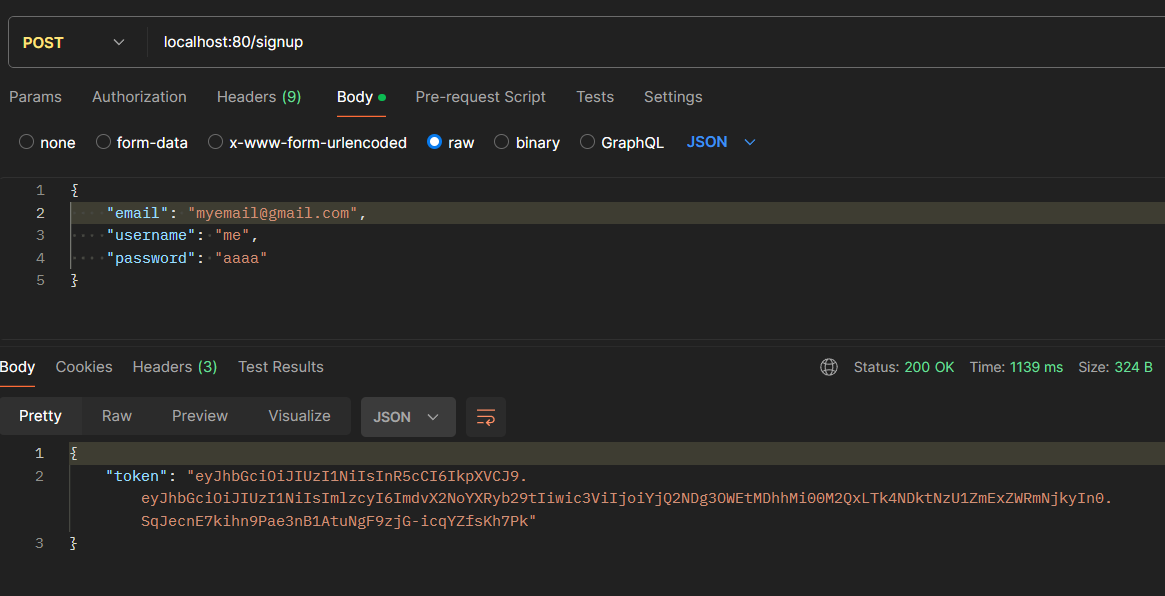 POST localhost:80/signup
Params Authorization Headers (9) Body Pre-request Script Tests Settings
none form-data x-www-form-urlencoded raw binary GraphQL JSON
1 {
2 "email": "myemail@gmail.com",
3 "username": "me",
4 "password": "aaaa"
5 }
Body Cookies Headers (3) Test Results Status: 200 OK Time: 1139 ms Size: 324 B
Pretty Raw Preview Visualize JSON
1 {
2 "token": "eyJhbGciOiJIUzI1NiIsInR5cCI6IkpXVCJ9.
eyJhbGciOiJIUzI1NiIsImlzcyI6ImdvX2NoYXRyb29tIiwic3ViIjoiYjQ2NDg3OWEtMDhhMi00M2QxLTk4NDktNzU1ZmExZWRmNjkyIn0.
SqJecnE7kihn9Pae3nB1AtuNgF9zjG-icqYZfsKh7Pk"
3 }